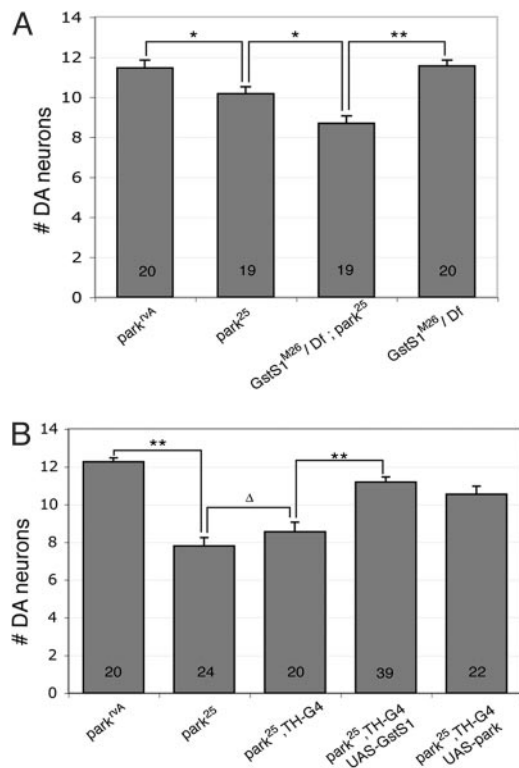 A
# DA neurons
14
12
10
8
6
4
2
0
* * **
20 19 19 20
park^rvA park^25 GstS1^M26 / Df ; park^25 GstS1^M26 / Df
B
# DA neurons
14
12
10
8
6
4
2
0
** Δ **
20 24 20 39 22
park^rvA park^25 park^25,TH-G4 park^25,TH-G4 park^25,TH-G4
UAS-GstS1 UAS-park